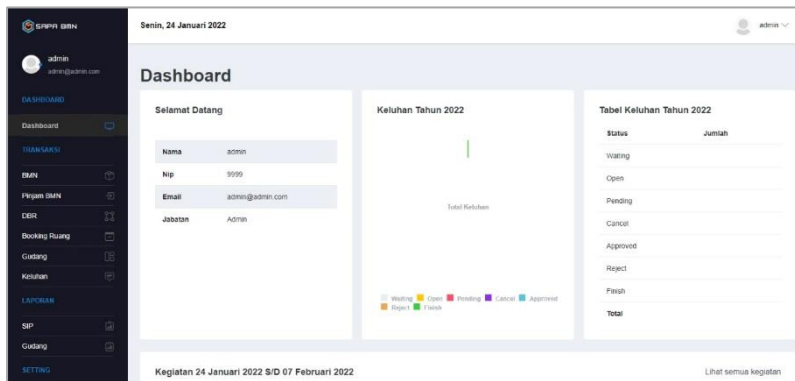 SAPA BMN
Senin, 24 Januari 2022
admin
admin
admin@admin.com
DASHBOARD
Dashboard
TRANSAKSI
BMN
Pinjam BMN
DBR
Booking Ruang
Gudang
Keluhan
LAPORAN
SIP
Gudang
SETTING
Dashboard
Selamat Datang
Nama admin
Nip 9999
Email admin@admin.com
Jabatan Admin
Keluhan Tahun 2022
Total Keluhan
Waiting Open Pending Cancel Approved
Reject Finish
Tabel Keluhan Tahun 2022
Status Jumlah
Waiting
Open
Pending
Cancel
Approved
Reject
Finish
Total
Kegiatan 24 Januari 2022 S/D 07 Februari 2022
Lihat semua kegiatan